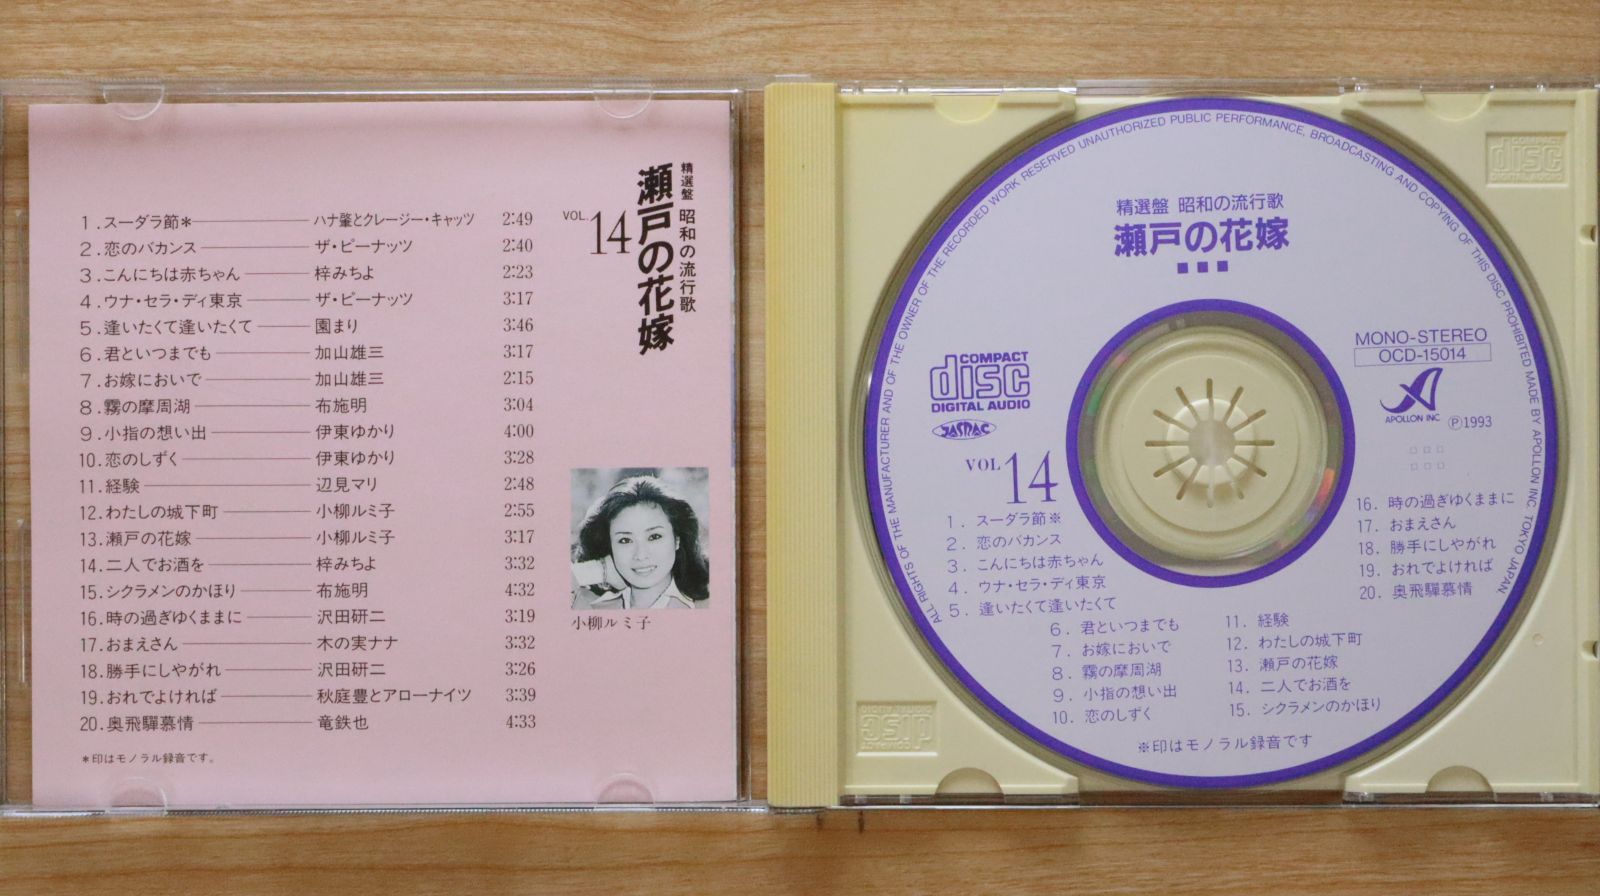 精選盤 昭和の流行歌
瀬戸の花嫁
VOL. 14
1.スーダラ節* ハナ肇とクレージー・キャッツ 2:49
2.恋のバカンス ザ・ピーナッツ 2:40
3.こんにちは赤ちゃん 梓みちよ 2:23
4.ウナ・セラ・ディ東京 ザ・ピーナッツ 3:17
5.逢いたくて逢いたくて 園まり 3:46
6.君といつまでも 加山雄三 3:17
7.お嫁においで 加山雄三 2:15
8.霧の摩周湖 布施明 3:04
9.小指の想い出 伊東ゆかり 4:00
10.恋のしずく 伊東ゆかり 3:28
11.経験 辺見マリ 2:48
12.わたしの城下町 小柳ルミ子 2:55
13.瀬戸の花嫁 小柳ルミ子 3:17
14.二人でお酒を 梓みちよ 3:32
15.シクラメンのかほり 布施明 4:32
16.時の過ぎゆくままに 沢田研二 3:19
17.おまえさん 木の実ナナ 3:32
18.勝手にしやがれ 沢田研二 3:26
19.おれでよければ 秋庭豊とアローナイツ 3:39
20.奥飛驒慕情 竜鉄也 4:33
*印はモノラル録音です。
小柳ルミ子
ALL RIGHTS OF THE MANUFACTURER AND OF THE OWNER OF THE RECORDED WORK RESERVED UNAUTHORIZED PUBLIC PERFORMANCE, BROADCASTING AND COPYING OF THIS DISC PROHIBITED MADE BY APOLLON INC. TOKYO JAPAN.
精選盤 昭和の流行歌
瀬戸の花嫁
COMPACT
disc
DIGITAL AUDIO
JASRAC
MONO-STEREO
OCD-15014
APOLLON INC
Ⓟ1993
VOL 14
1. スーダラ節※
2. 恋のバカンス
3. こんにちは赤ちゃん
4. ウナ・セラ・ディ東京
5. 逢いたくて逢いたくて
6. 君といつまでも
7. お嫁においで
8. 霧の摩周湖
9. 小指の想い出
10. 恋のしずく
11. 経験
12. わたしの城下町
13. 瀬戸の花嫁
14. 二人でお酒を
15. シクラメンのかほり
16. 時の過ぎゆくままに
17. おまえさん
18. 勝手にしやがれ
19. おれでよければ
20. 奥飛驒慕情
※印はモノラル録音です
COMPACT
disc
DIGITAL AUDIO
COMPACT
disc
DIGITAL AUDIO